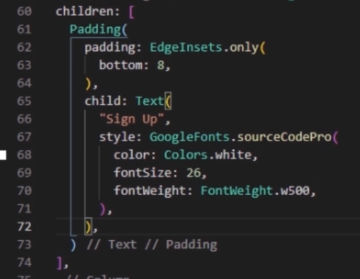 60 children: [
61 Padding(
62 padding: EdgeInsets.only(
63 bottom: 8,
64 ),
65 child: Text(
66 "Sign Up",
67 style: GoogleFonts.sourceCodePro(
68 color: Colors.white,
69 fontSize: 26,
70 fontWeight: FontWeight.w500,
71 ),
72 ),
73 ) // Text // Padding
74 ],